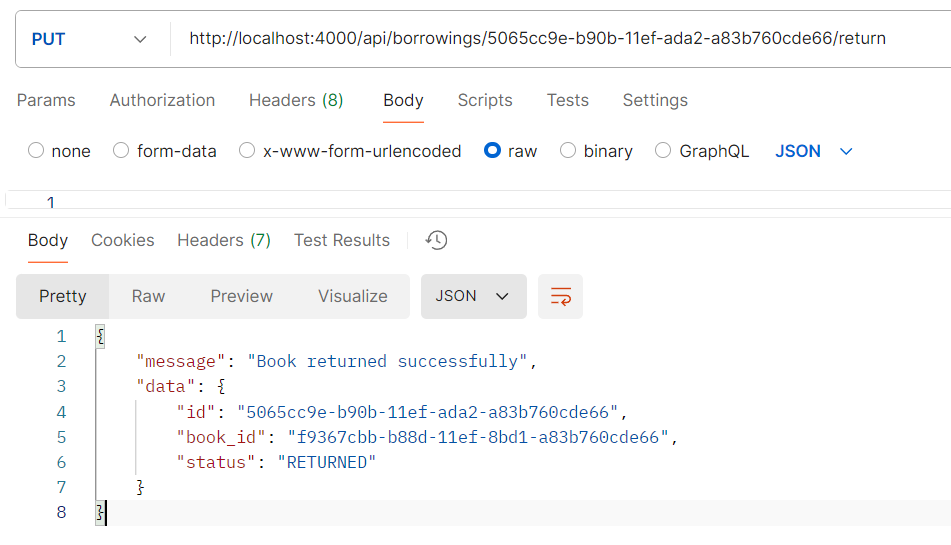 PUT http://localhost:4000/api/borrowings/5065cc9e-b90b-11ef-ada2-a83b760cde66/return
Params Authorization Headers (8) Body Scripts Tests Settings
none form-data x-www-form-urlencoded raw binary GraphQL JSON
1
Body Cookies Headers (7) Test Results
Pretty Raw Preview Visualize JSON
1 {
2 "message": "Book returned successfully",
3 "data": {
4 "id": "5065cc9e-b90b-11ef-ada2-a83b760cde66",
5 "book_id": "f9367cbb-b88d-11ef-8bd1-a83b760cde66",
6 "status": "RETURNED"
7 }
8 }